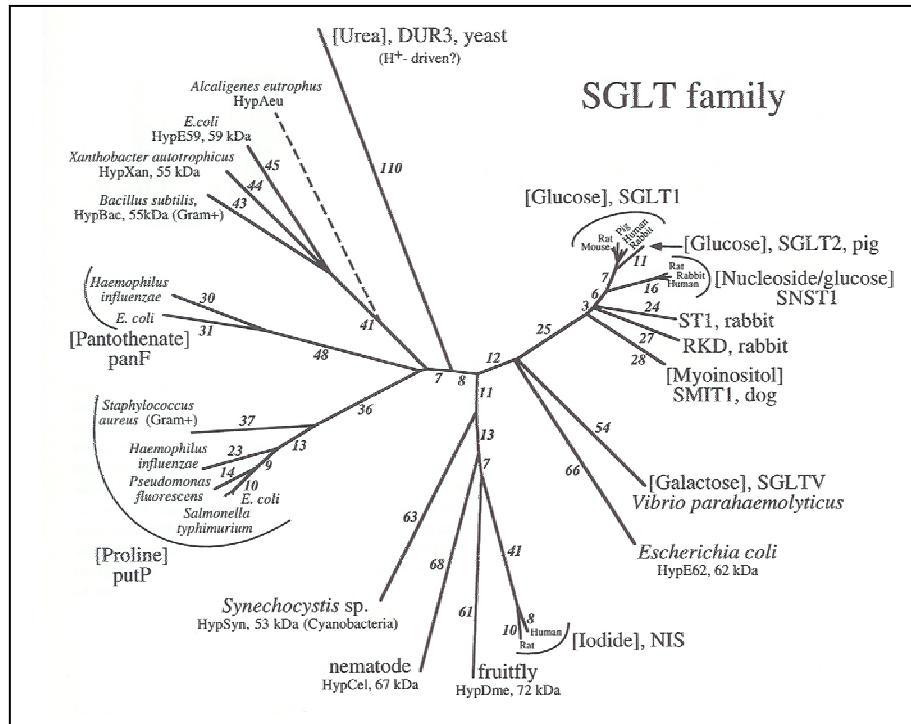 [Urea], DUR3, yeast
(H+- driven?)
SGLT family
Alcaligenes eutrophus
HypAeu
E.coli
HypE59, 59 kDa
Xanthobacter autotrophicus
HypXan, 55 kDa
Bacillus subtilis,
HypBac, 55kDa (Gram+)
45
44
43
110
41
Haemophilus
influenzae
30
E. coli
31
[Pantothenate]
panF
48
7
8
12
25
[Glucose], SGLT1
Rat
Mouse
Pig
Human
Rabbit
[Glucose], SGLT2, pig
11
7
Rat
Rabbit
Human
[Nucleoside/glucose]
SNST1
16
6
3
24
ST1, rabbit
27
RKD, rabbit
28
[Myoinositol]
SMIT1, dog
36
Staphylococcus
aureus (Gram+)
37
Haemophilus
influenzae
23
13
Pseudomonas
fluorescens
14
9
10
E. coli
Salmonella
typhimurium
[Proline]
putP
11
13
7
54
66
[Galactose], SGLTV
Vibrio parahaemolyticus
Escherichia coli
HypE62, 62 kDa
63
68
61
41
Synechocystis sp.
HypSyn, 53 kDa (Cyanobacteria)
nematode
HypCel, 67 kDa
fruitfly
HypDme, 72 kDa
10
8
Human
Rat
[Iodide], NIS